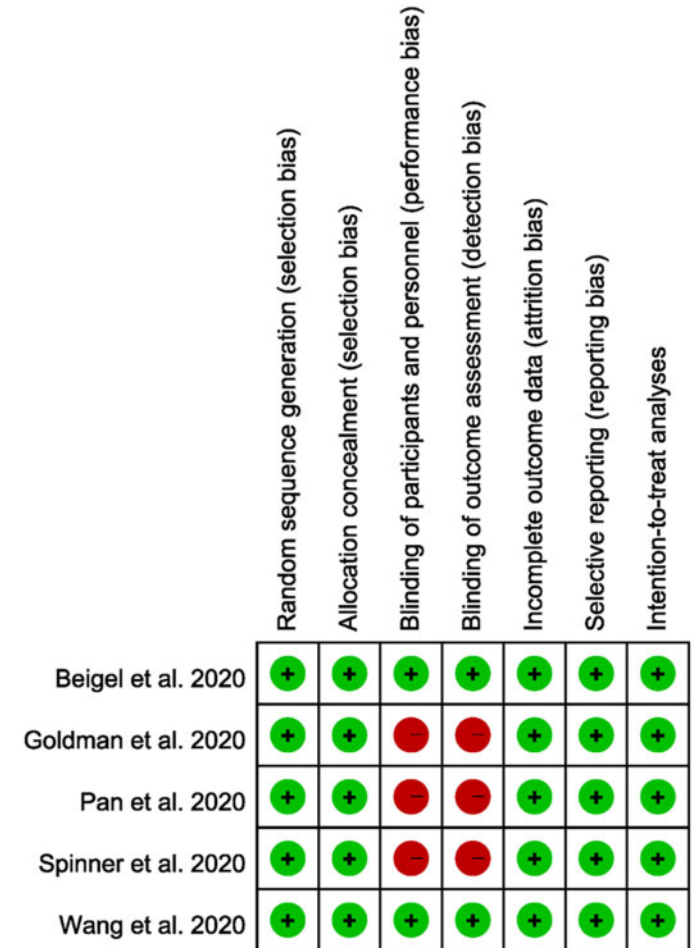 Random sequence generation (selection bias)
Allocation concealment (selection bias)
Blinding of participants and personnel (performance bias)
Blinding of outcome assessment (detection bias)
Incomplete outcome data (attrition bias)
Selective reporting (reporting bias)
Intention-to-treat analyses
Beigel et al. 2020 + + + + + + +
Goldman et al. 2020 + + - - + + +
Pan et al. 2020 + + - - + + +
Spinner et al. 2020 + + - - + + +
Wang et al. 2020 + + + + + + +